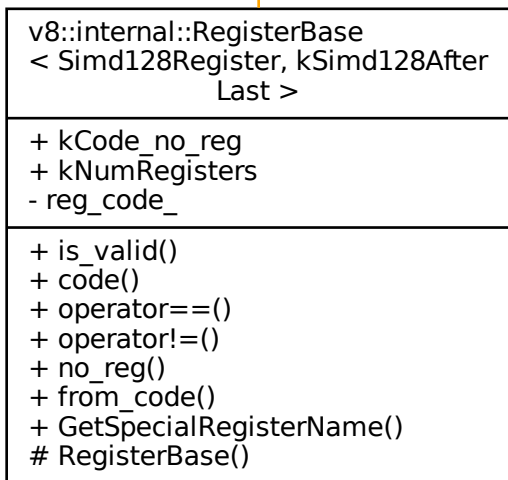 v8::internal::RegisterBase
< Simd128Register, kSimd128After
Last >
+ kCode_no_reg
+ kNumRegisters
- reg_code_
+ is_valid()
+ code()
+ operator==()
+ operator!=()
+ no_reg()
+ from_code()
+ GetSpecialRegisterName()
# RegisterBase()